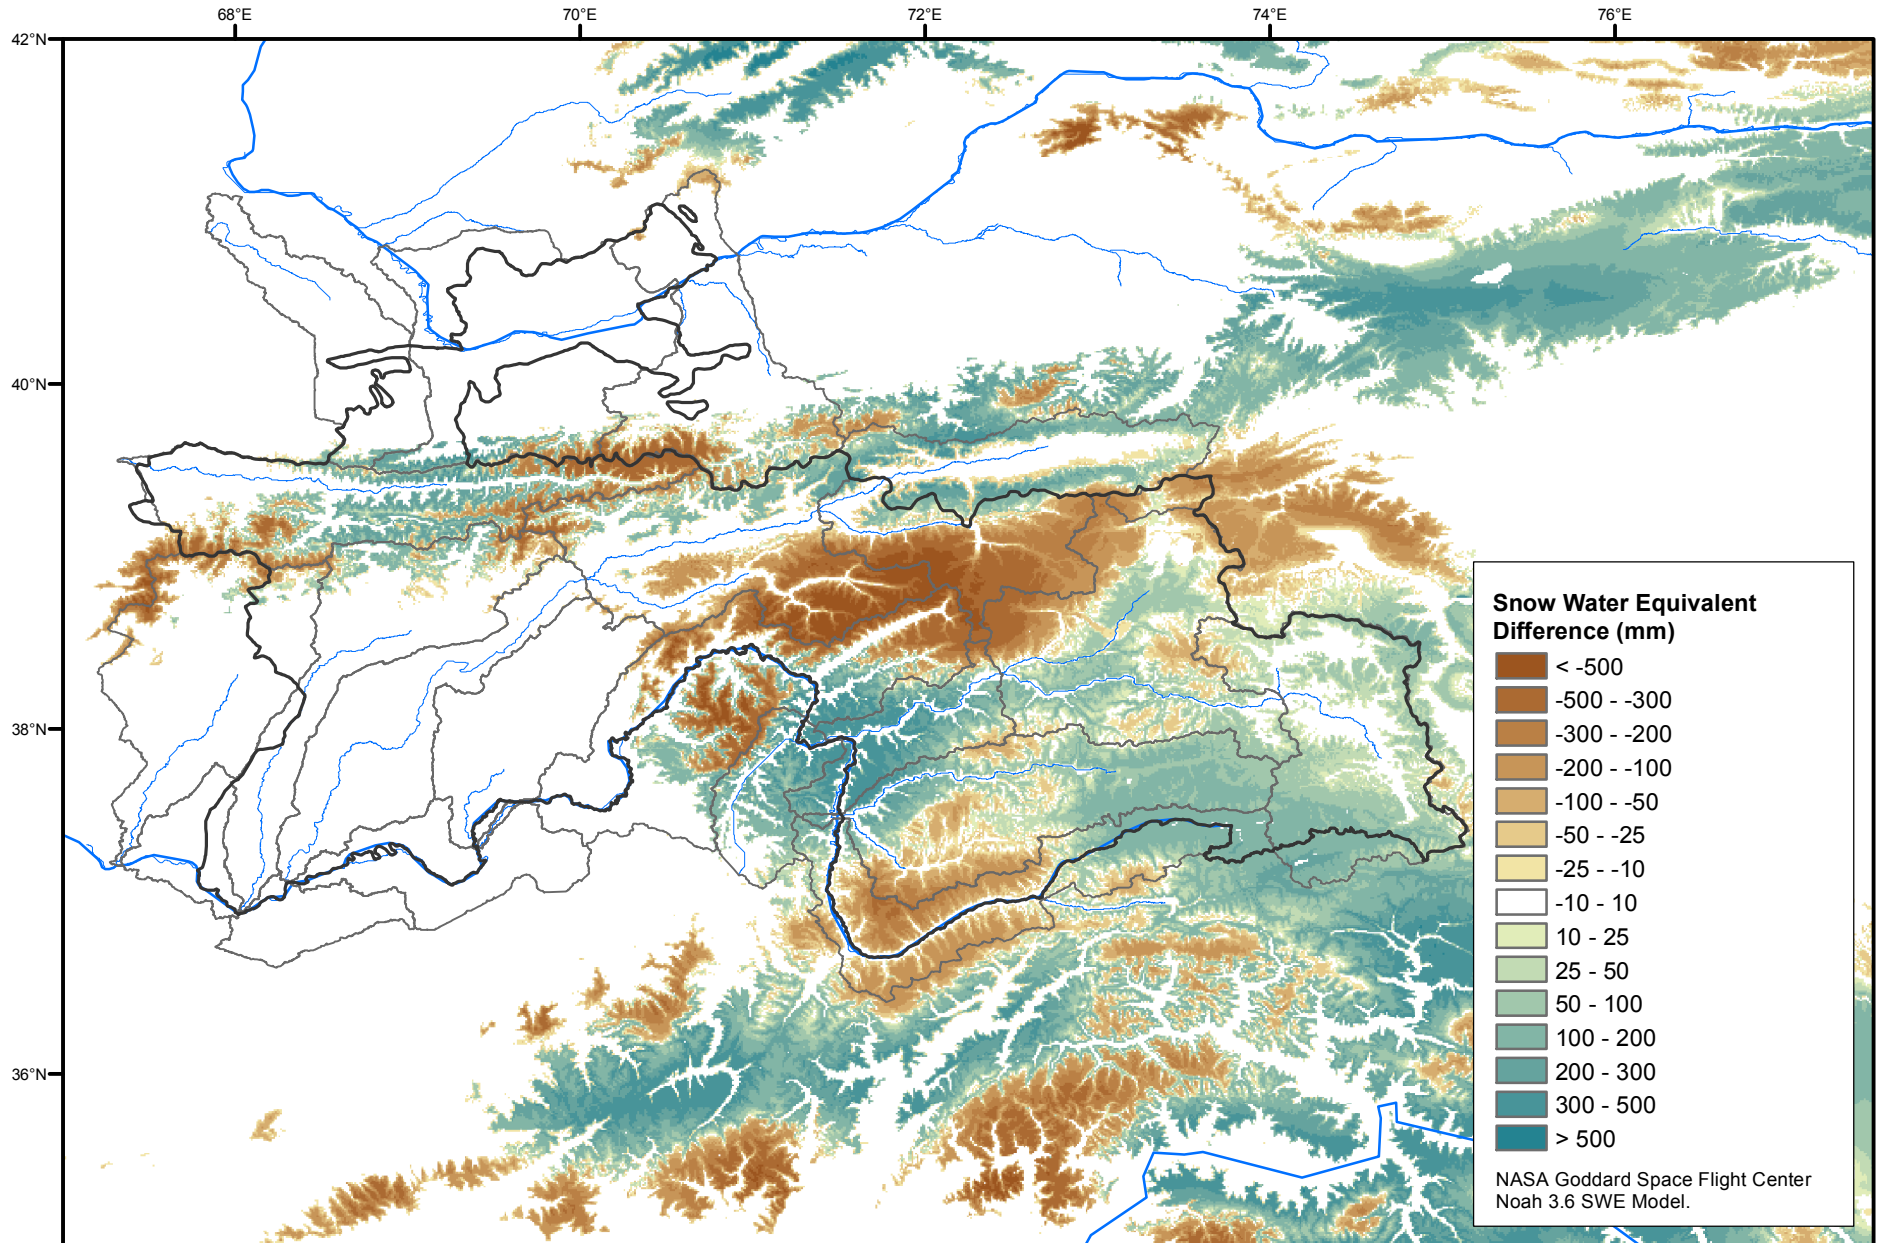 68°E
70°E
72°E
74°E
76°E
42°N
40°N
38°N
36°N
Snow Water Equivalent
Difference (mm)
< -500
-500 - -300
-300 - -200
-200 - -100
-100 - -50
-50 - -25
-25 - -10
-10 - 10
10 - 25
25 - 50
50 - 100
100 - 200
200 - 300
300 - 500
> 500
NASA Goddard Space Flight Center
Noah 3.6 SWE Model.